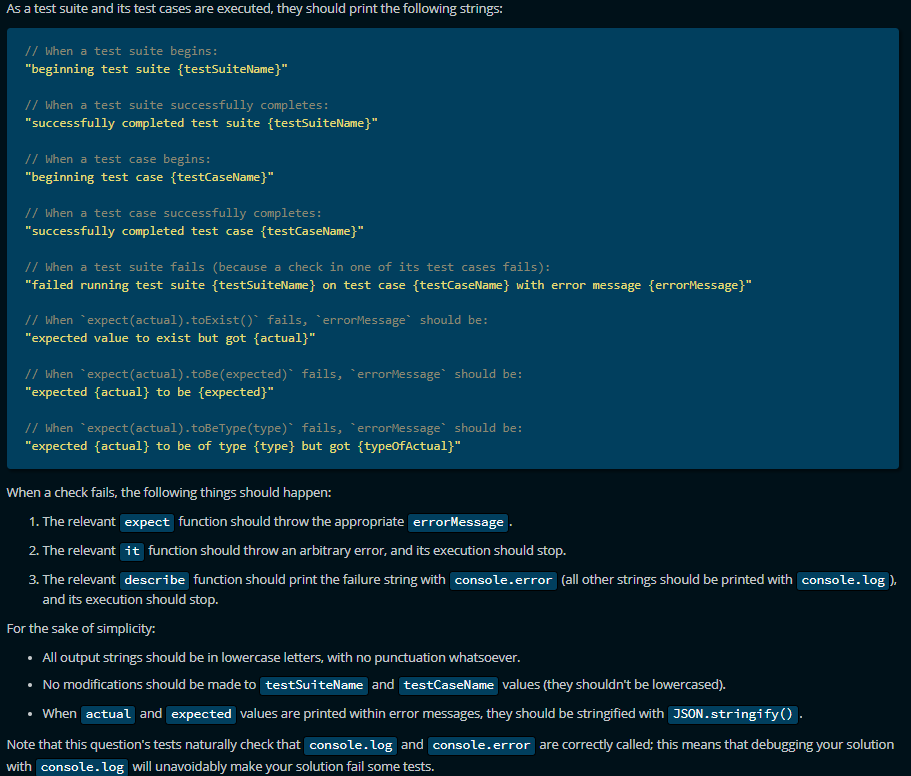 As a test suite and its test cases are executed, they should print the following strings:
// When a test suite begins:
"beginning test suite {testSuiteName}"
// When a test suite successfully completes:
"successfully completed test suite {testSuiteName}"
// When a test case begins:
"beginning test case {testCaseName}"
// When a test case successfully completes:
"successfully completed test case {testCaseName}"
// When a test suite fails (because a check in one of its test cases fails):
"failed running test suite {testSuiteName} on test case {testCaseName} with error message {errorMessage}"
// When `expect(actual).toExist()` fails, `errorMessage` should be:
"expected value to exist but got {actual}"
// When `expect(actual).toBe(expected)` fails, `errorMessage` should be:
"expected {actual} to be {expected}"
// When `expect(actual).toBeType(type)` fails, `errorMessage` should be:
"expected {actual} to be of type {type} but got {typeOfActual}"
When a check fails, the following things should happen:
1. The relevant expect function should throw the appropriate errorMessage .
2. The relevant it function should throw an arbitrary error, and its execution should stop.
3. The relevant describe function should print the failure string with console.error (all other strings should be printed with console.log ),
and its execution should stop.
For the sake of simplicity:
• All output strings should be in lowercase letters, with no punctuation whatsoever.
• No modifications should be made to testSuiteName and testCaseName values (they shouldn't be lowercased).
• When actual and expected values are printed within error messages, they should be stringified with JSON.stringify() .
Note that this question's tests naturally check that console.log and console.error are correctly called; this means that debugging your solution
with console.log will unavoidably make your solution fail some tests.